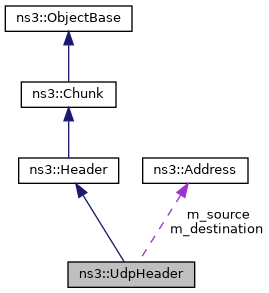 ns3::ObjectBase
ns3::Chunk
ns3::Header
ns3::Address
m_source
m_destination
ns3::UdpHeader